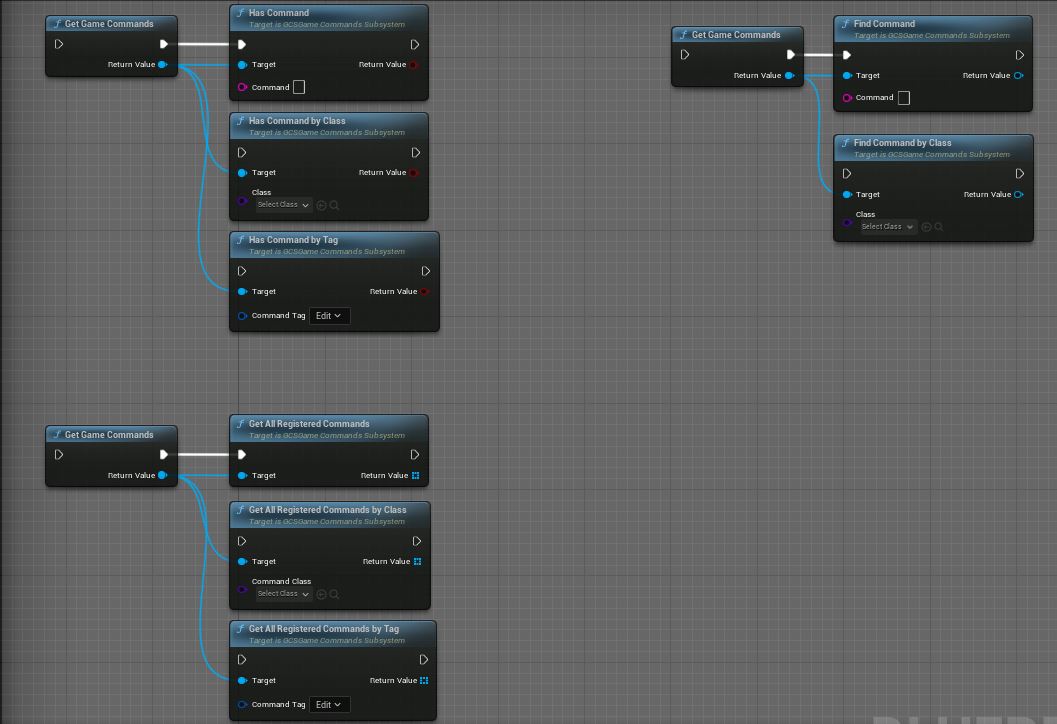 Get Game Commands
Return Value
Has Command
Target is GCSGame Commands Subsystem
Target
Return Value
Command
Has Command by Class
Target is GCSGame Commands Subsystem
Target
Return Value
Class
Select Class
Has Command by Tag
Target is GCSGame Commands Subsystem
Target
Return Value
Command Tag
Edit
Get Game Commands
Return Value
Find Command
Target is GCSGame Commands Subsystem
Target
Return Value
Command
Find Command by Class
Target is GCSGame Commands Subsystem
Target
Return Value
Class
Select Class
Get Game Commands
Return Value
Get All Registered Commands
Target is GCSGame Commands Subsystem
Target
Return Value
Get All Registered Commands by Class
Target is GCSGame Commands Subsystem
Target
Return Value
Command Class
Select Class
Get All Registered Commands by Tag
Target is GCSGame Commands Subsystem
Target
Return Value
Command Tag
Edit